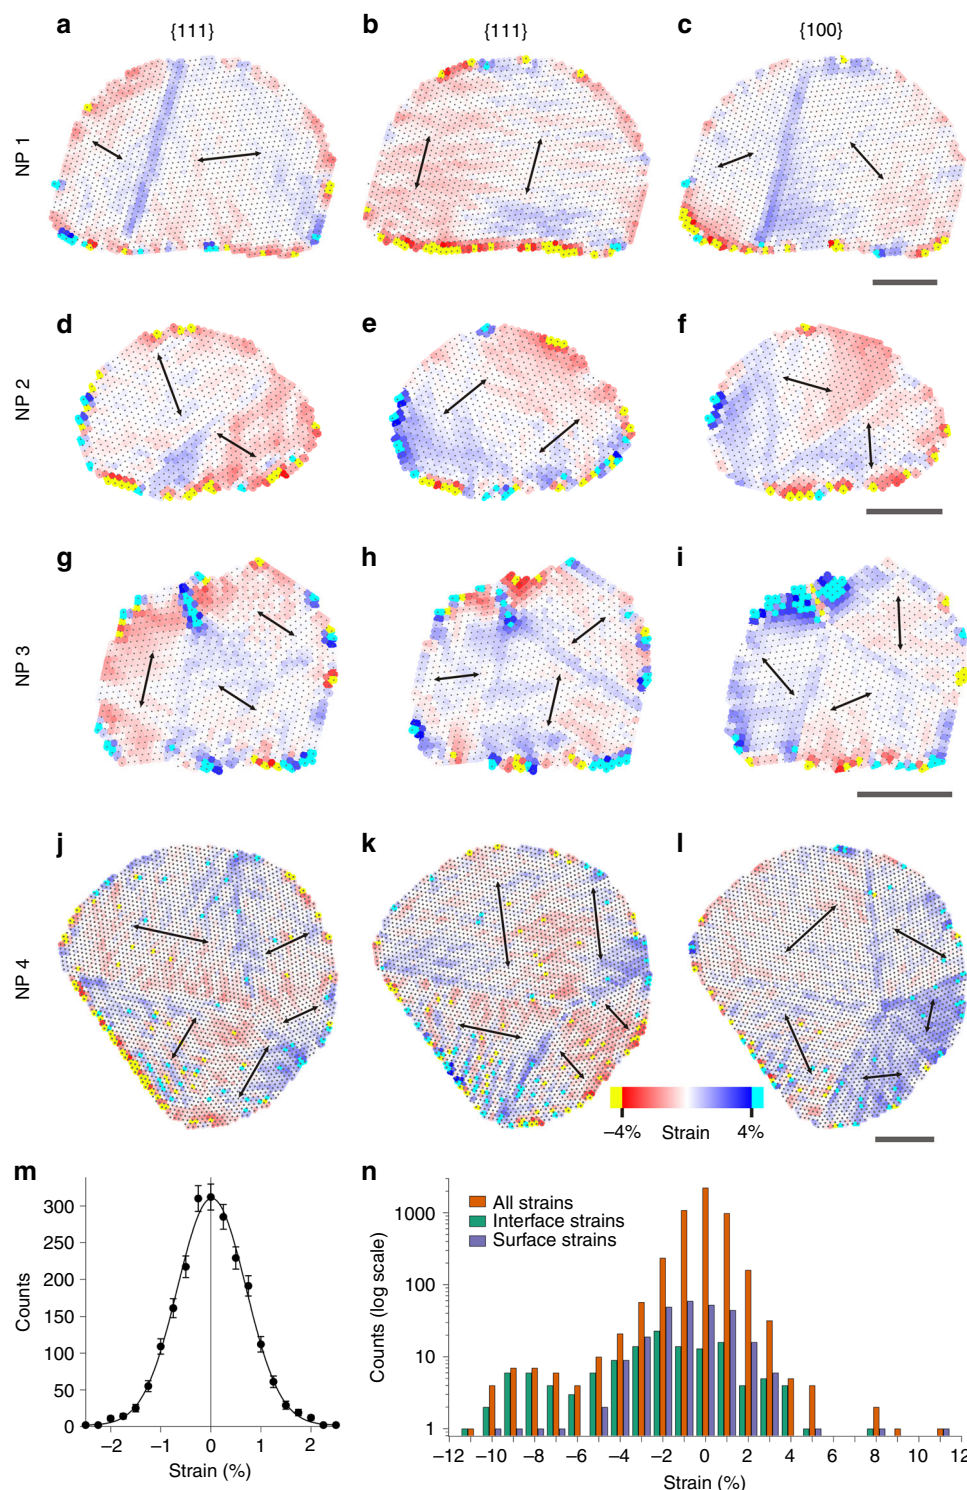 a {111} b {111} c {100}
NP 1
d e f
NP 2
g h i
NP 3
j k l
NP 4
−4% Strain 4%
m
Counts
300
250
200
150
100
50
0
−2 −1 0 1 2
Strain (%)
n
All strains
Interface strains
Surface strains
Counts (log scale)
1000
100
10
1
−12 −10 −8 −6 −4 −2 0 2 4 6 8 10 12
Strain (%)